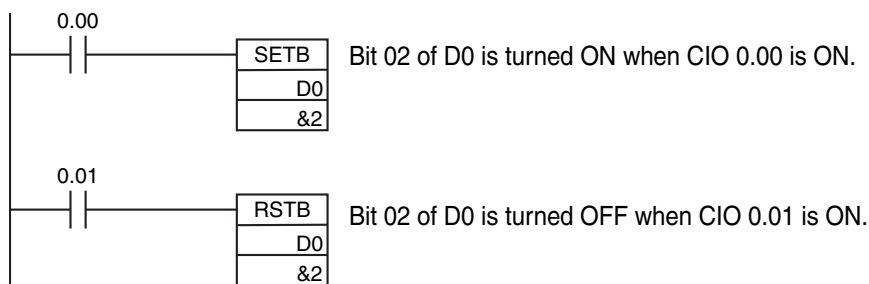 0.00
SETB
D0
&2
Bit 02 of D0 is turned ON when CIO 0.00 is ON.
0.01
RSTB
D0
&2
Bit 02 of D0 is turned OFF when CIO 0.01 is ON.